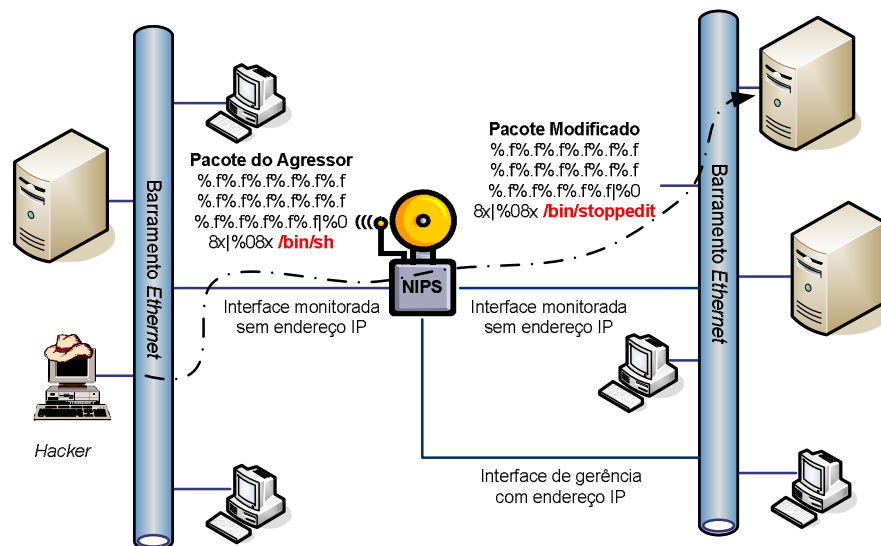 Barramento Ethernet
Pacote do Agressor
%.f%.f%.f%.f%.f%.f
%.f%.f%.f%.f%.f%.f
%.f%.f%.f%.f%.f|%0
8x|%08x /bin/sh
Pacote Modificado
%.f%.f%.f%.f%.f%.f
%.f%.f%.f%.f%.f%.f
%.f%.f%.f%.f%.f|%0
8x|%08x /bin/stoppedit
Barramento Ethernet
NIPS
Interface monitorada
sem endereço IP
Interface monitorada
sem endereço IP
Hacker
Interface de gerência
com endereço IP